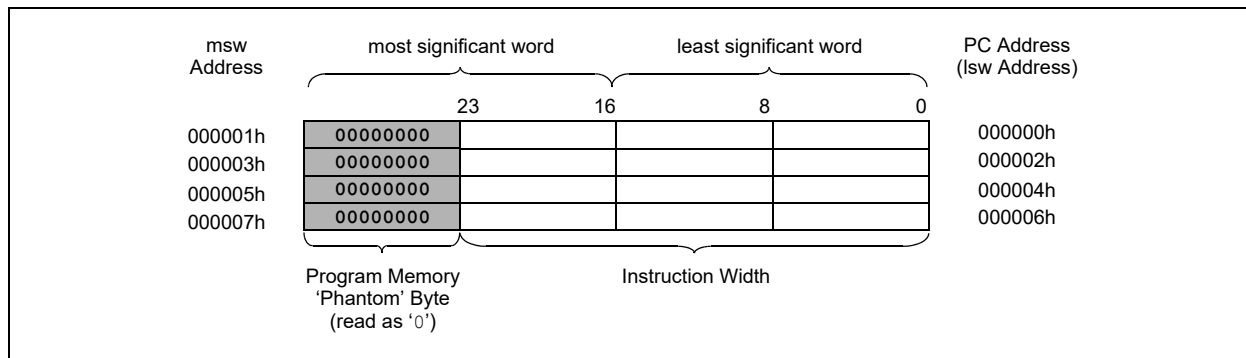 msw
Address
most significant word
least significant word
PC Address
(lsw Address)
23 16 8 0
000001h 00000000 000000h
000003h 00000000 000002h
000005h 00000000 000004h
000007h 00000000 000006h
Program Memory
‘Phantom’ Byte
(read as ‘0’)
Instruction Width